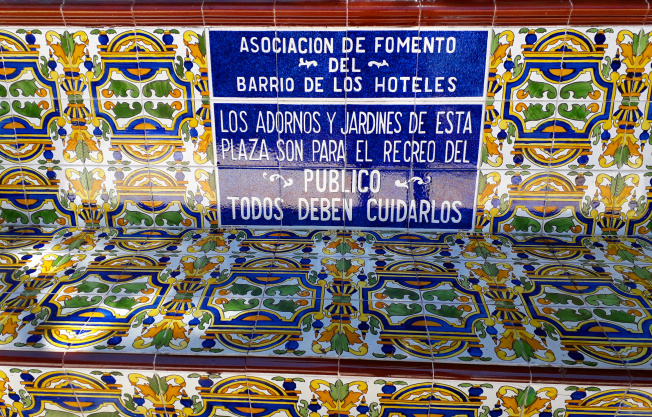 ASOCIACION DE FOMENTO
DEL
BARRIO DE LOS HOTELES
LOS ADORNOS Y JARDINES DE ESTA
PLAZA SON PARA EL RECREO DEL
PUBLICO
TODOS DEBEN CUIDARLOS